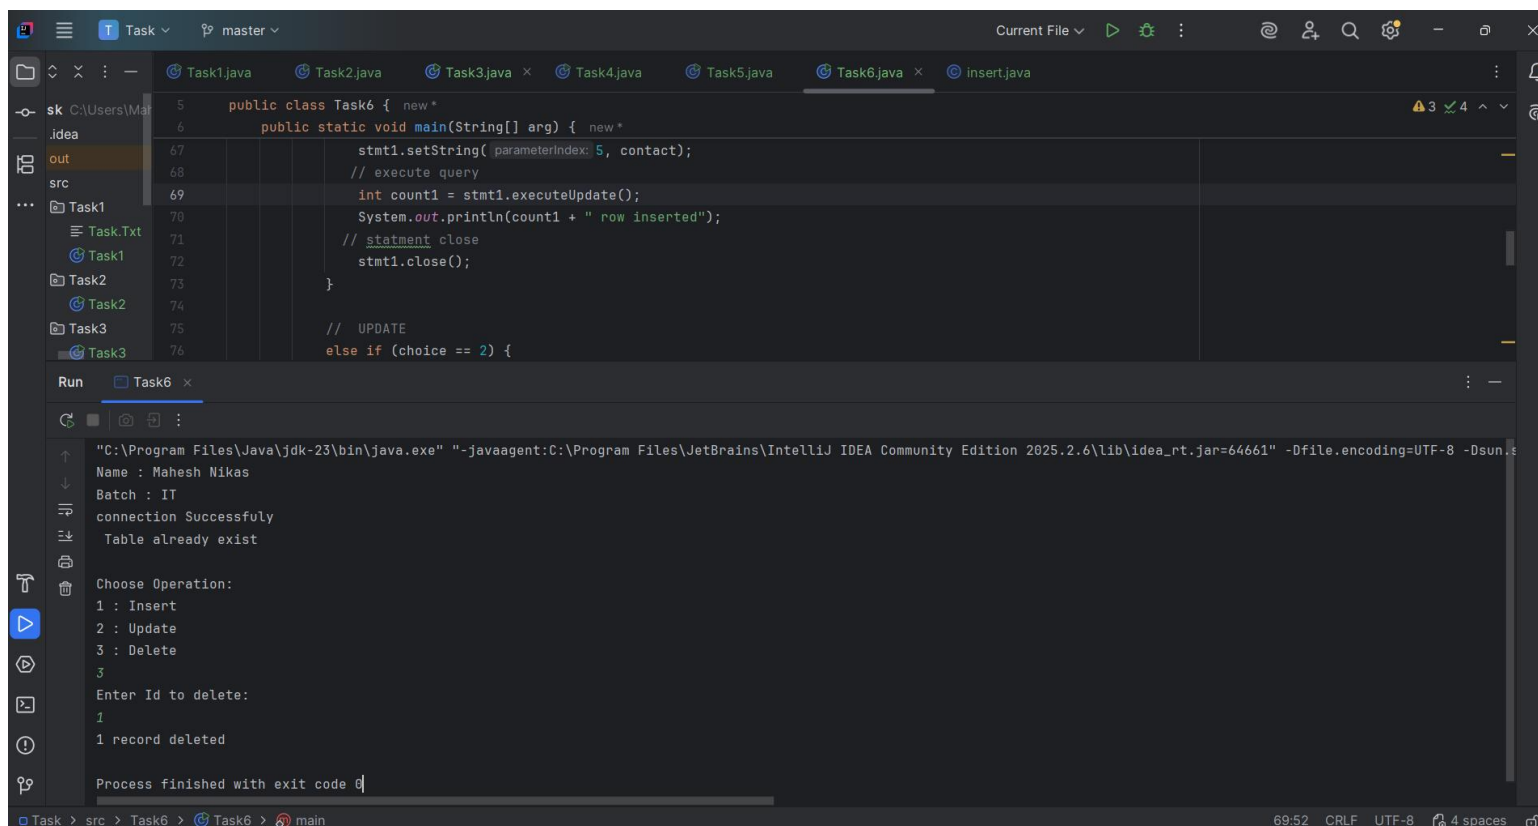 T Task master Current File
Task1.java Task2.java Task3.java × Task4.java Task5.java Task6.java × insert.java
sk C:\Users\Mah
.idea
out
src
Task1
Task.Txt
Task1
Task2
Task2
Task3
Task3
5 public class Task6 { new *
6 public static void main(String[] arg) { new *
67 stmt1.setString( parameterIndex: 5, contact);
68 // execute query
69 int count1 = stmt1.executeUpdate();
70 System.out.println(count1 + " row inserted");
71 // statment close
72 stmt1.close();
73 }
74
75 // UPDATE
76 else if (choice == 2) {
3 4
Run Task6 ×
"C:\Program Files\Java\jdk-23\bin\java.exe" "-javaagent:C:\Program Files\JetBrains\IntelliJ IDEA Community Edition 2025.2.6\lib\idea_rt.jar=64661" -Dfile.encoding=UTF-8 -Dsun.s
Name : Mahesh Nikas
Batch : IT
connection Successfuly
Table already exist
Choose Operation:
1 : Insert
2 : Update
3 : Delete
3
Enter Id to delete:
1
1 record deleted
Process finished with exit code 0
Task > src > Task6 > Task6 > main 69:52 CRLF UTF-8 4 spaces